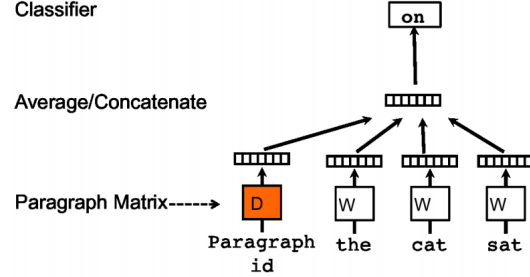 Classifier
on
Average/Concatenate
Paragraph Matrix
D
W
W
W
Paragraph
id
the
cat
sat